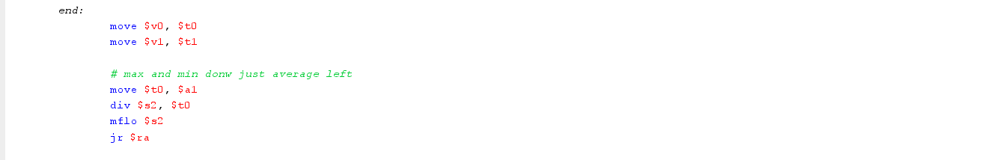 end:
move $v0, $t0
move $v1, $t1
# max and min donw just average left
move $t0, $a1
div $s2, $t0
mflo $s2
jr $ra